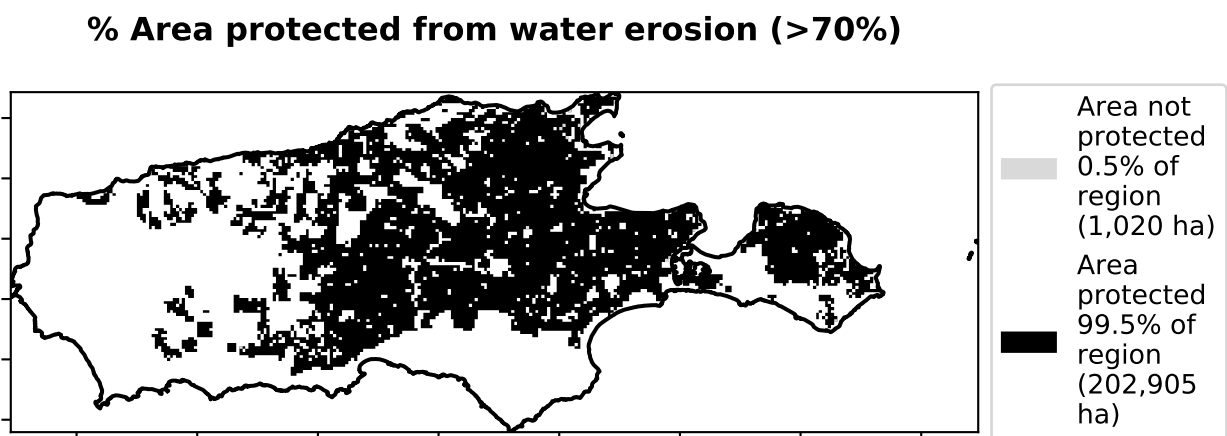 % Area protected from water erosion (>70%)
Area not
protected
0.5% of
region
(1,020 ha)
Area
protected
99.5% of
region
(202,905
ha)